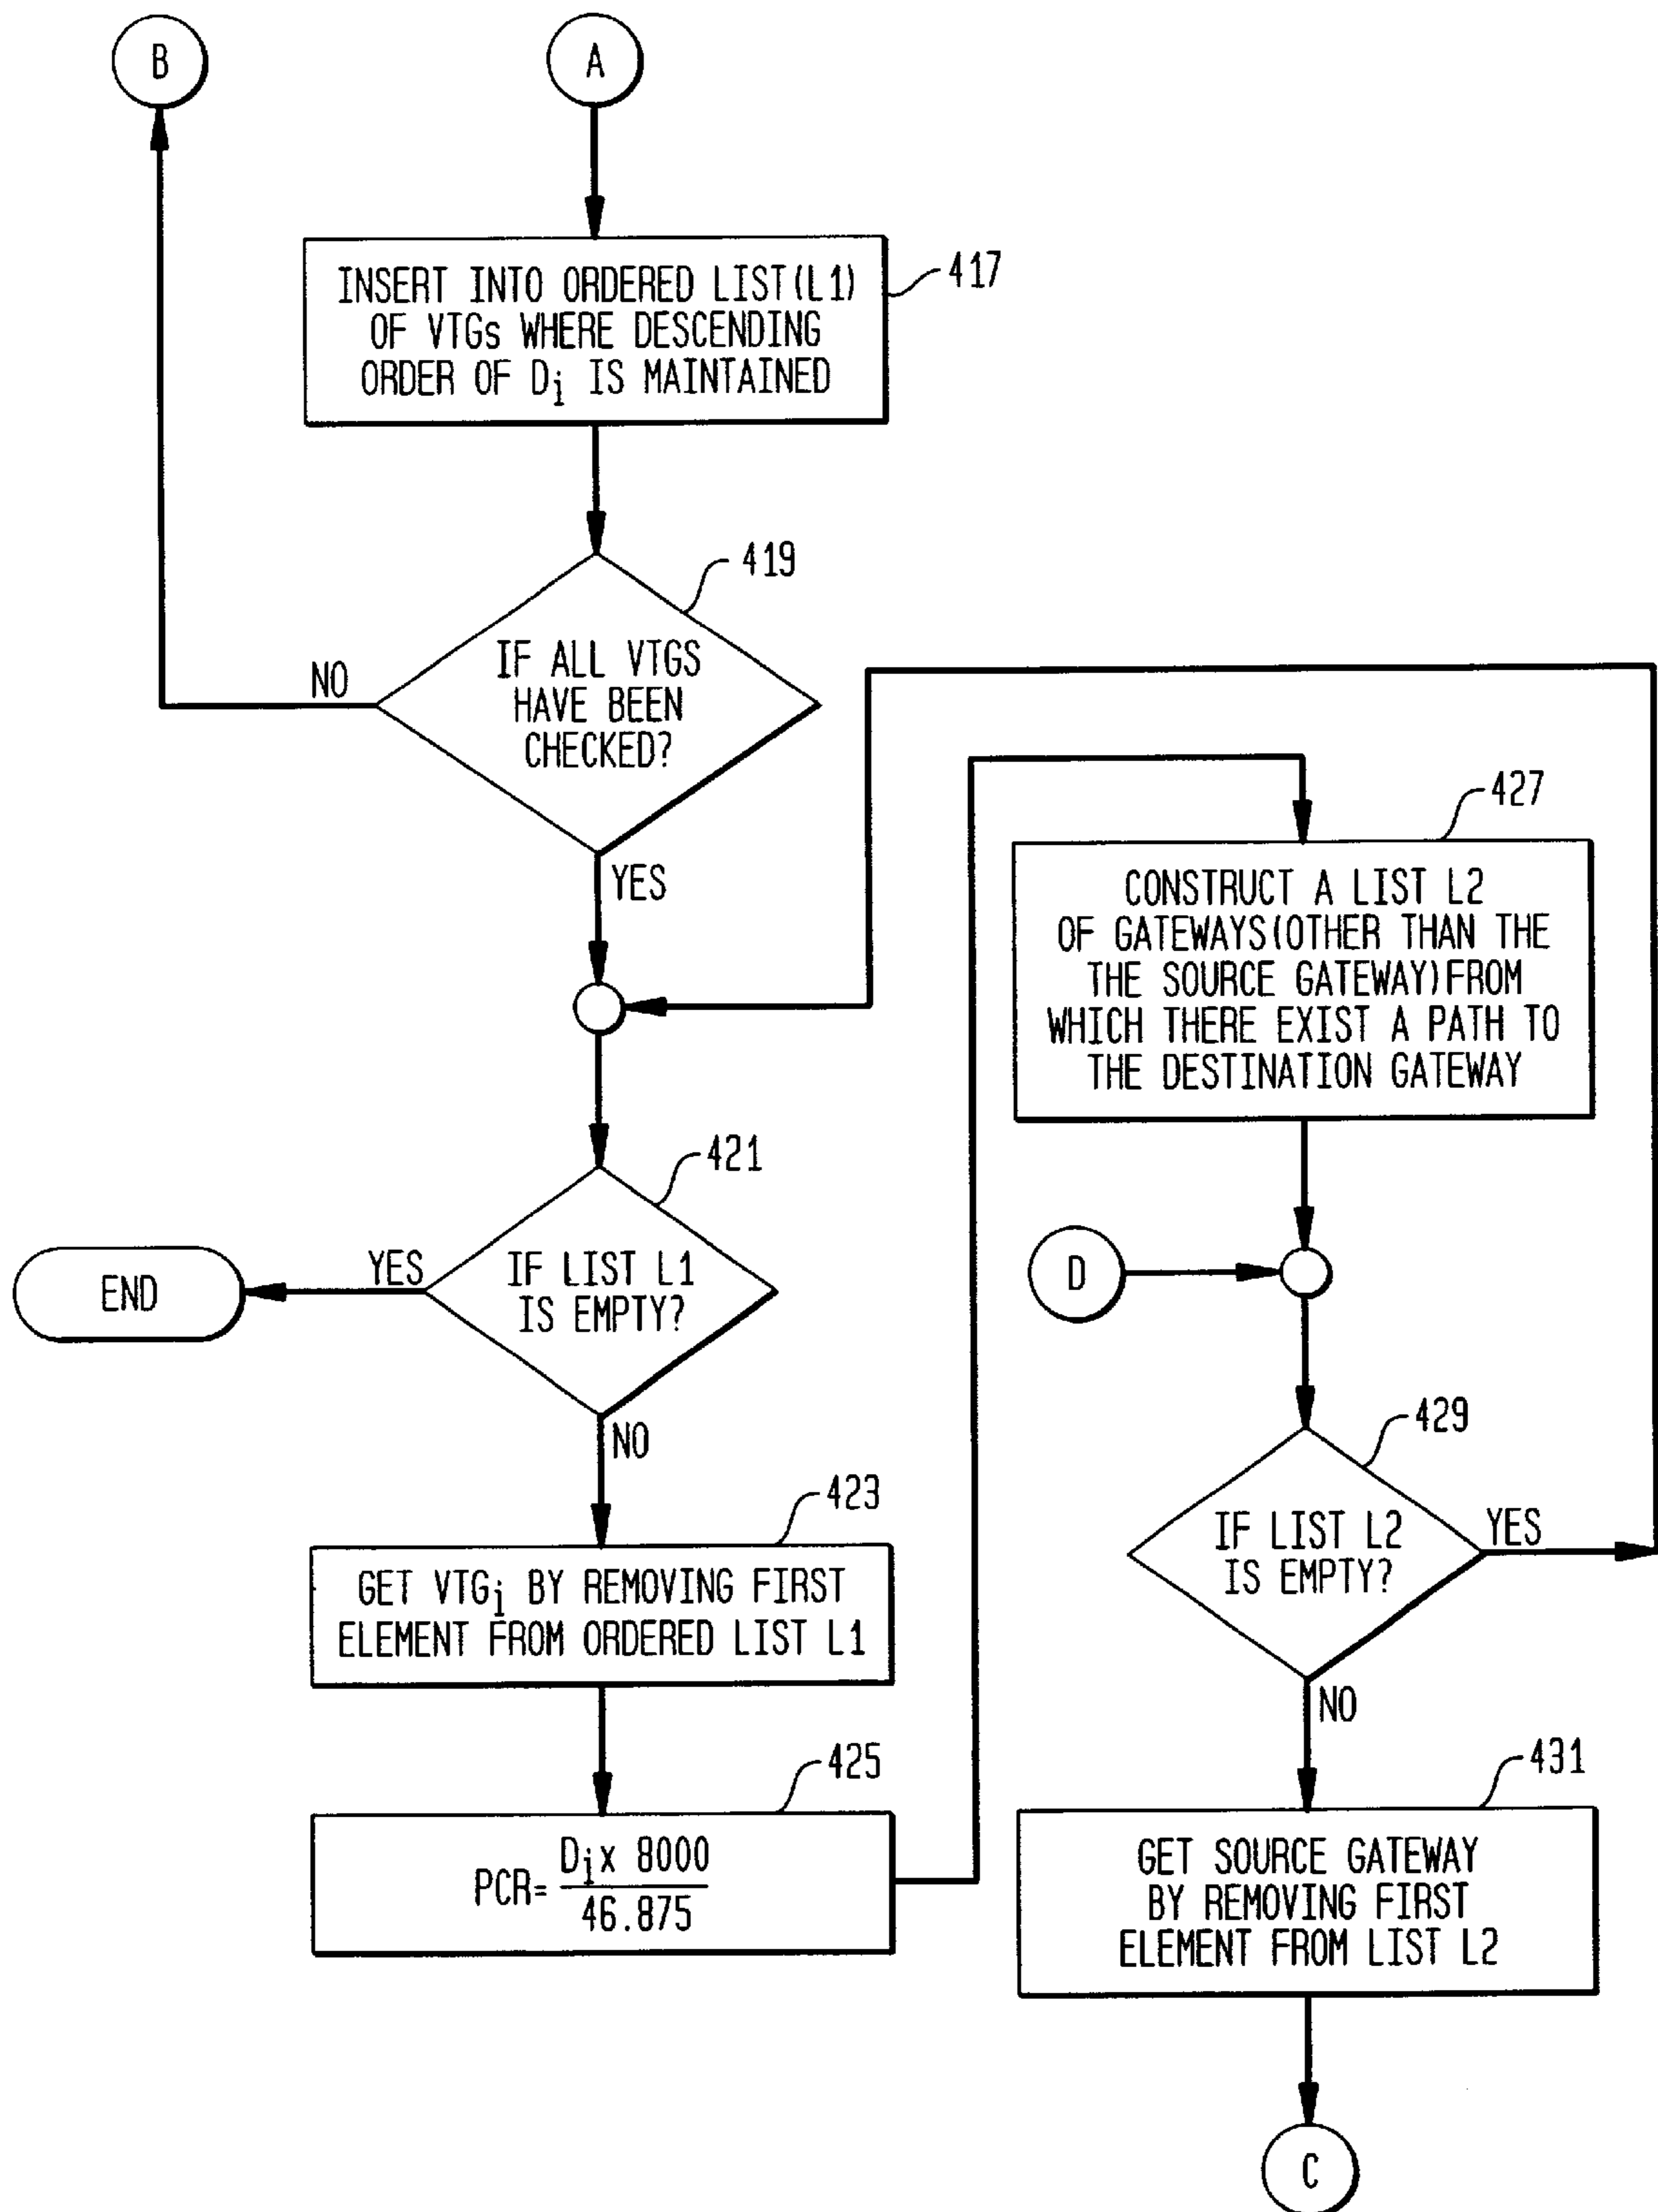 B
A
INSERT INTO ORDERED LIST(L1)
OF VTGs WHERE DESCENDING
ORDER OF Di IS MAINTAINED
417
419
IF ALL VTGS
HAVE BEEN
CHECKED?
NO
YES
421
IF LIST L1
IS EMPTY?
YES
END
NO
423
GET VTGi BY REMOVING FIRST
ELEMENT FROM ORDERED LIST L1
425
PCR= Di x 8000
46.875
427
CONSTRUCT A LIST L2
OF GATEWAYS(OTHER THAN THE
THE SOURCE GATEWAY)FROM
WHICH THERE EXIST A PATH TO
THE DESTINATION GATEWAY
D
429
IF LIST L2
IS EMPTY?
YES
NO
431
GET SOURCE GATEWAY
BY REMOVING FIRST
ELEMENT FROM LIST L2
C